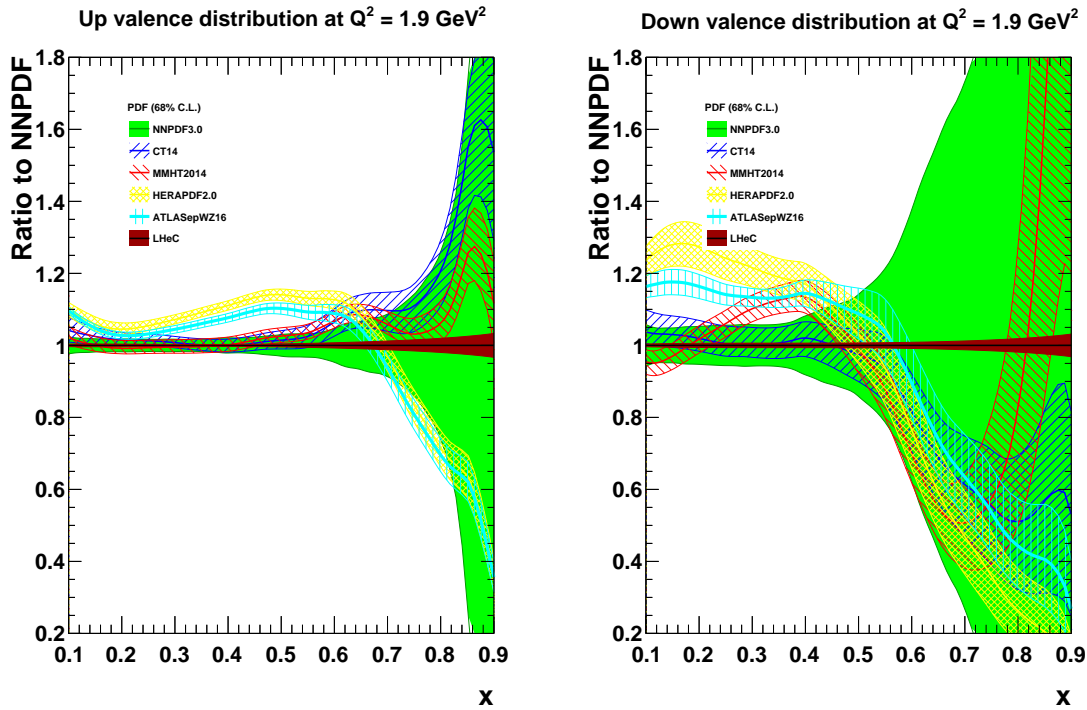 Up valence distribution at Q² = 1.9 GeV²
Ratio to NNPDF
1.8
1.6
1.4
1.2
1
0.8
0.6
0.4
0.2
PDF (68% C.L.)
NNPDF3.0
CT14
MMHT2014
HERAPDF2.0
ATLASepWZ16
LHeC
0.1 0.2 0.3 0.4 0.5 0.6 0.7 0.8 0.9
x
Down valence distribution at Q² = 1.9 GeV²
Ratio to NNPDF
1.8
1.6
1.4
1.2
1
0.8
0.6
0.4
0.2
PDF (68% C.L.)
NNPDF3.0
CT14
MMHT2014
HERAPDF2.0
ATLASepWZ16
LHeC
0.1 0.2 0.3 0.4 0.5 0.6 0.7 0.8 0.9
x